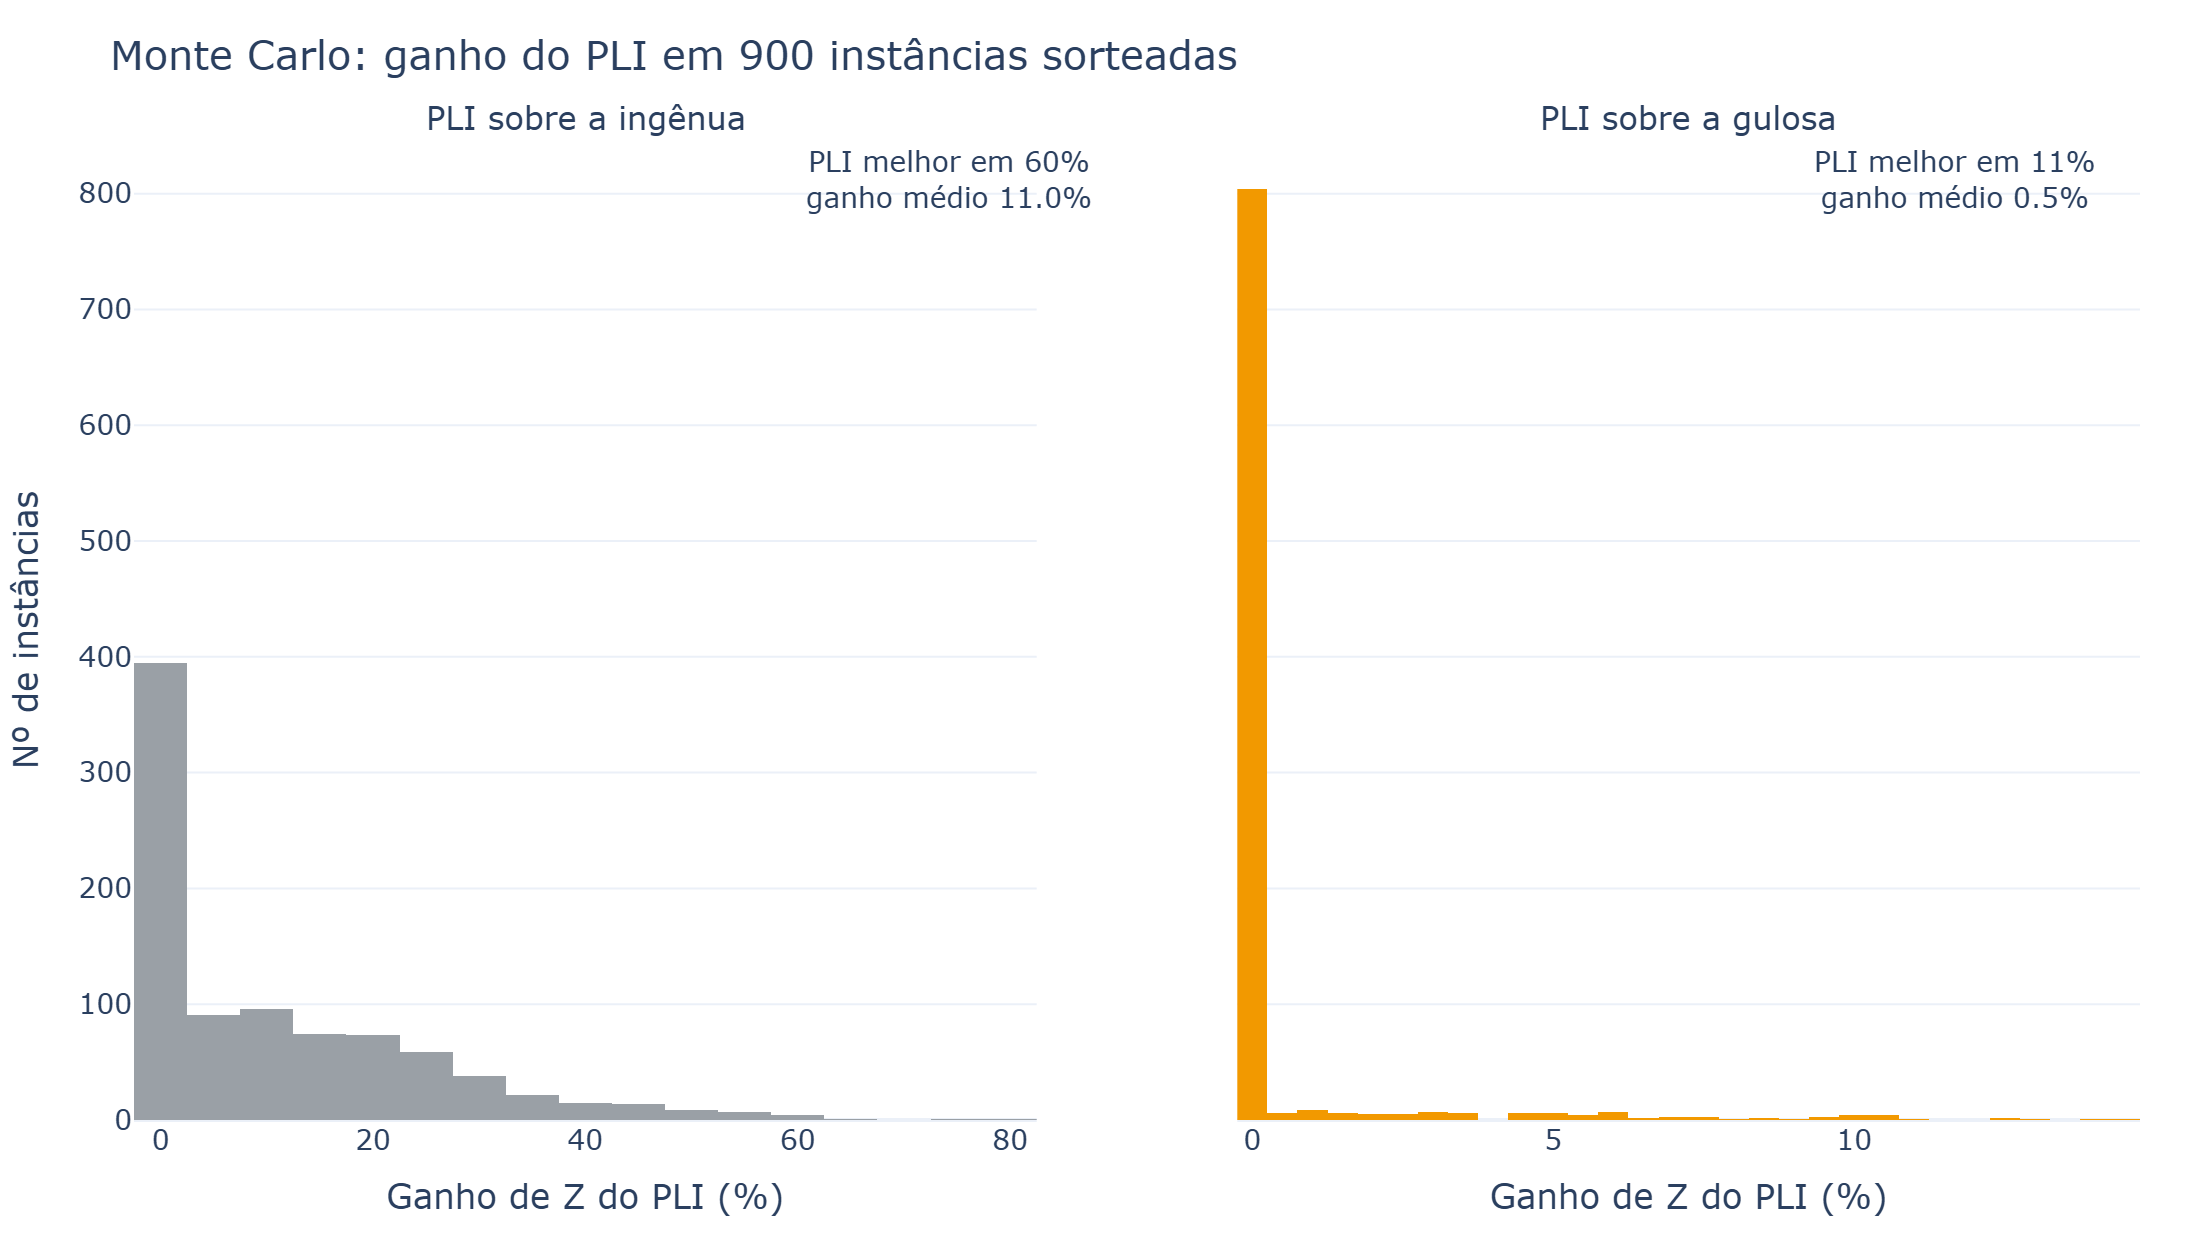 Monte Carlo: ganho do PLI em 900 instâncias sorteadas
PLI sobre a ingênua
PLI melhor em 60%
ganho médio 11.0%
Nº de instâncias
800
700
600
500
400
300
200
100
0
0 20 40 60 80
Ganho de Z do PLI (%)
PLI sobre a gulosa
PLI melhor em 11%
ganho médio 0.5%
0 5 10
Ganho de Z do PLI (%)